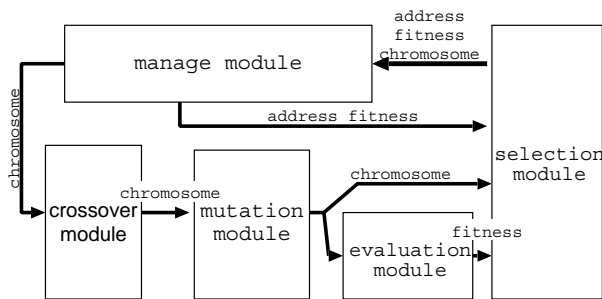 address
fitness
chromosome
manage module
chromosome
address fitness
selection
module
chromosome
chromosome
crossover
module
mutation
module
fitness
evaluation
module